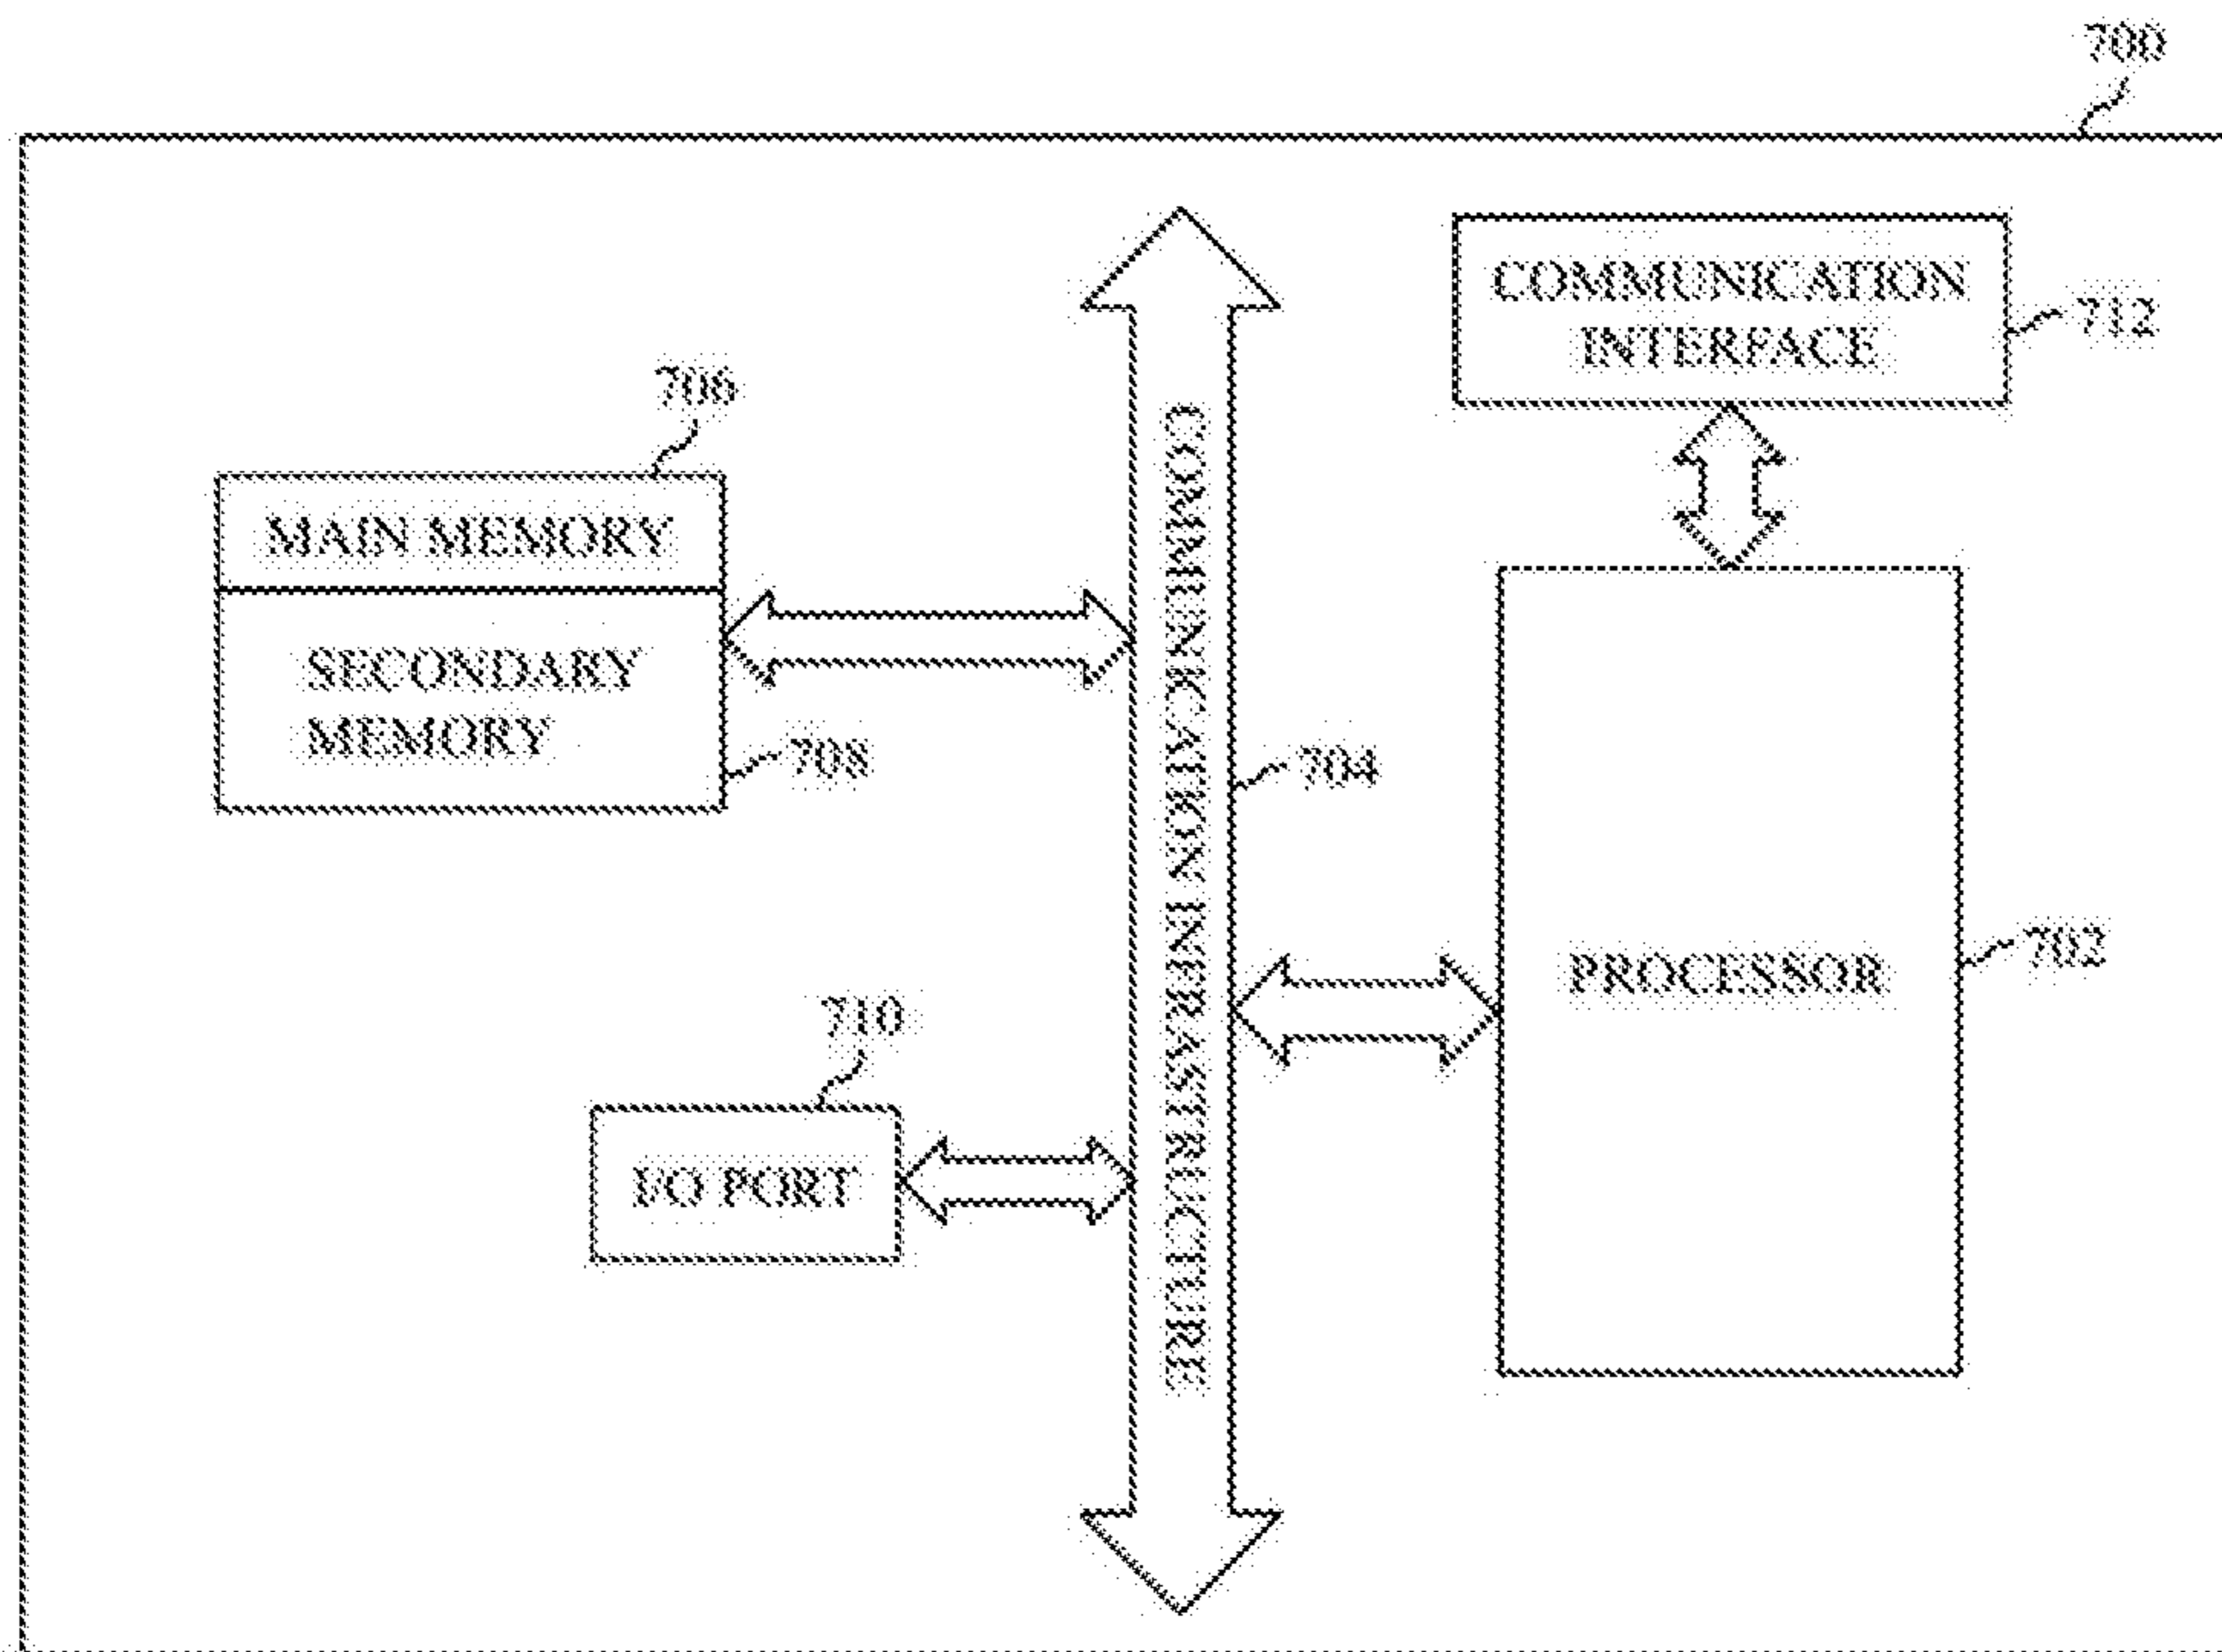 700
COMMUNICATION
INTERFACE
712
706
MAIN MEMORY
SECONDARY
MEMORY
708
COMMUNICATION INFRASTRUCTURE
704
PROCESSOR
702
710
I/O PORT